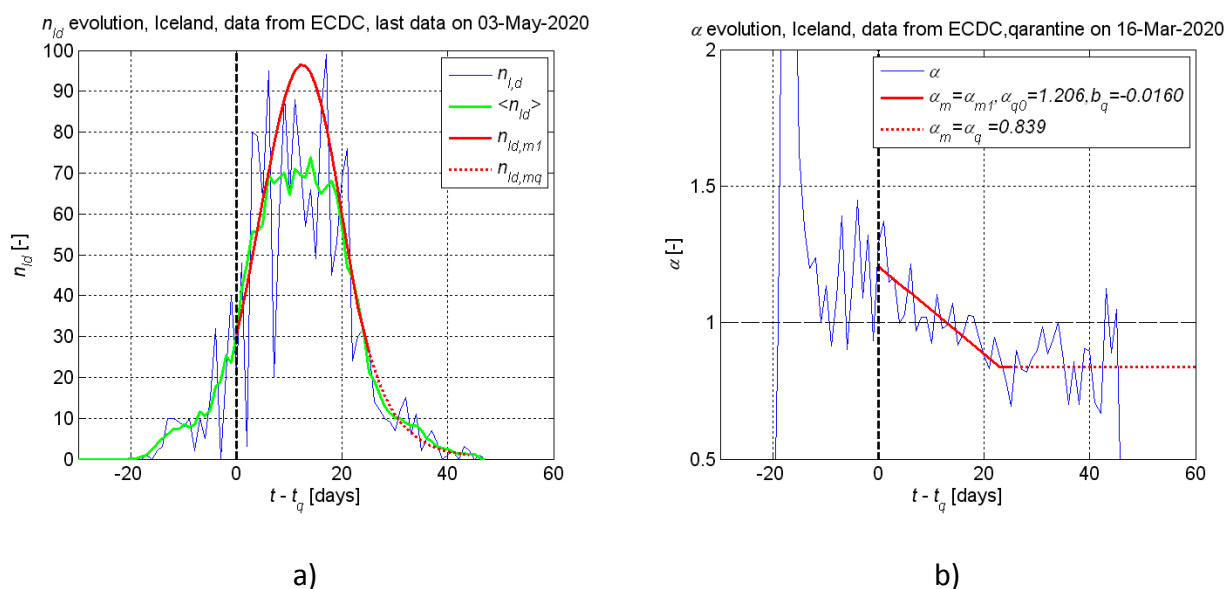 n_ld evolution, Iceland, data from ECDC, last data on 03-May-2020
100
90
80
70
60
50
40
30
20
10
0
n_ld [-]
-20 0 20 40 60
t - t_q [days]
n_l,d
<n_ld>
n_ld,m1
n_ld,mq
a)
α evolution, Iceland, data from ECDC,qarantine on 16-Mar-2020
2
1.5
1
0.5
α [-]
-20 0 20 40 60
t - t_q [days]
α
α_m=α_m1,α_q0=1.206,b_q=-0.0160
α_m=α_q=0.839
b)